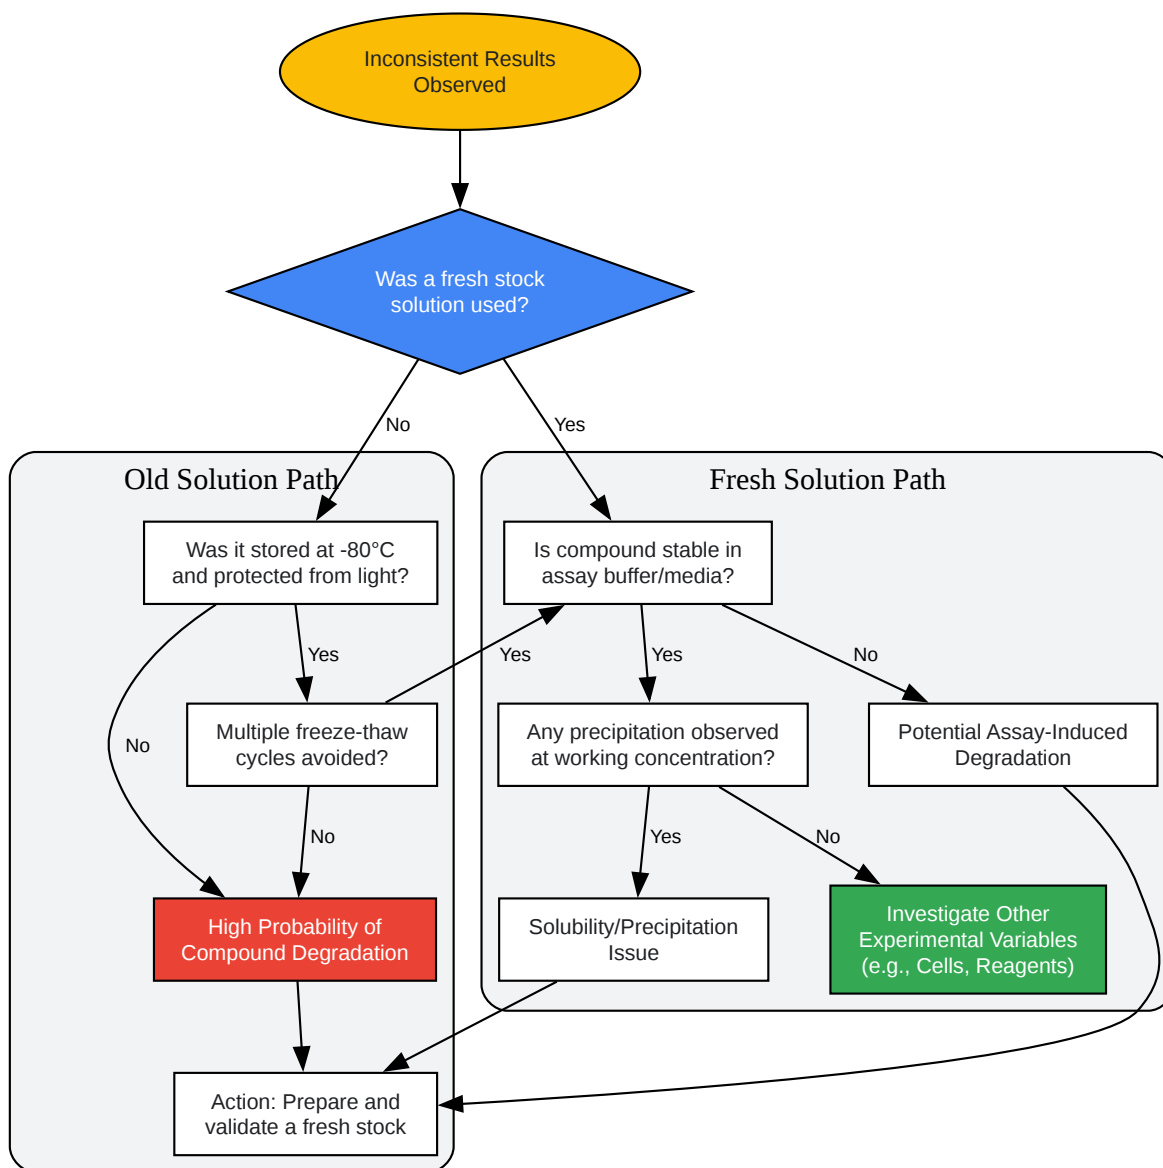 Inconsistent Results
Observed
Was a fresh stock
solution used?
No
Yes
Old Solution Path
Fresh Solution Path
Was it stored at -80°C
and protected from light?
Is compound stable in
assay buffer/media?
Yes
Yes
Yes
No
No
Multiple freeze-thaw
cycles avoided?
Any precipitation observed
at working concentration?
Potential Assay-Induced
Degradation
No
Yes
No
High Probability of
Compound Degradation
Solubility/Precipitation
Issue
Investigate Other
Experimental Variables
(e.g., Cells, Reagents)
Action: Prepare and
validate a fresh stock